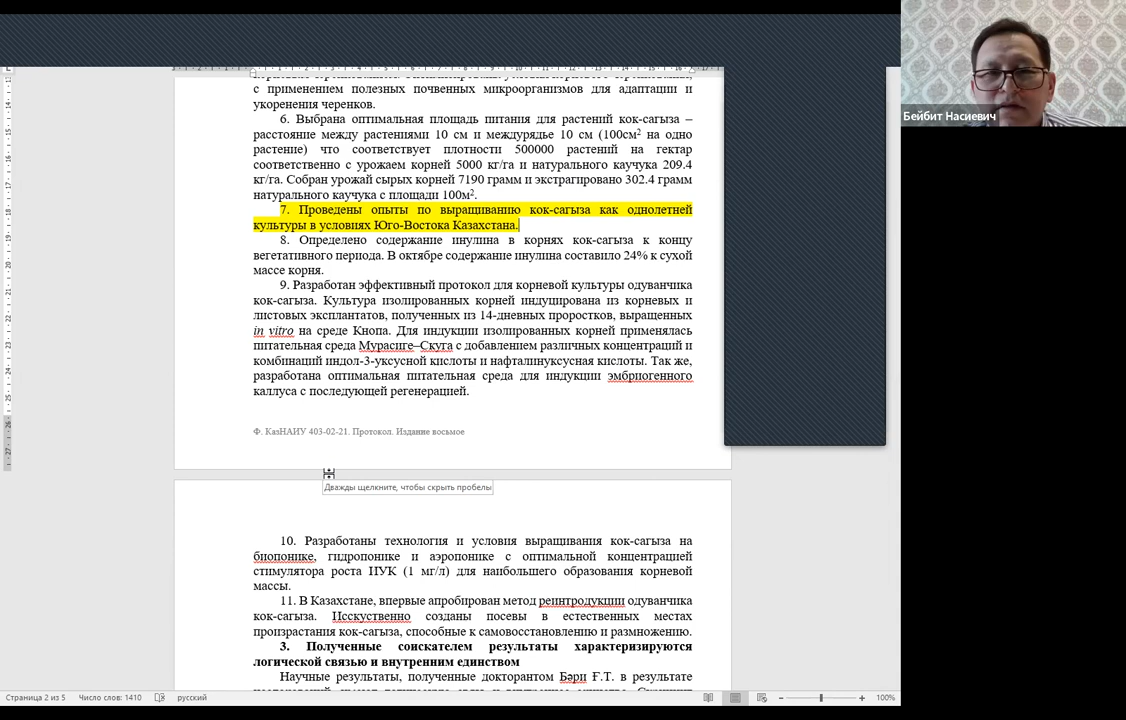 с применением полезных почвенных микроорганизмов для адаптации и
укоренения черенков.
6. Выбрана оптимальная площадь питания для растений кок-сагыза –
расстояние между растениями 10 см и междурядье 10 см (100см² на одно
растение) что соответствует плотности 500000 растений на гектар
соответственно с урожаем корней 5000 кг/га и натурального каучука 209.4
кг/га. Собран урожай сырых корней 7190 грамм и экстрагировано 302.4 грамм
натурального каучука с площади 100м².
7. Проведены опыты по выращиванию кок-сагыза как однолетней
культуры в условиях Юго-Востока Казахстана.
8. Определено содержание инулина в корнях кок-сагыза к концу
вегетативного периода. В октябре содержание инулина составило 24% к сухой
массе корня.
9. Разработан эффективный протокол для корневой культуры одуванчика
кок-сагыза. Культура изолированных корней индуцирована из корневых и
листовых эксплантатов, полученных из 14-дневных проростков, выращенных
in vitro на среде Кнопа. Для индукции изолированных корней применялась
питательная среда Мурасиге–Скуга с добавлением различных концентраций и
комбинаций индол-3-уксусной кислоты и нафталинуксусная кислоты. Так же,
разработана оптимальная питательная среда для индукции эмбриогенного
каллуса с последующей регенерацией.
Ф. КазНАИУ 403-02-21. Протокол. Издание восьмое
Дважды щелкните, чтобы скрыть пробелы
10. Разработаны технология и условия выращивания кок-сагыза на
биопонике, гидропонике и аэропонике с оптимальной концентрацией
стимулятора роста ИУК (1 мг/л) для наибольшего образования корневой
массы.
11. В Казахстане, впервые апробирован метод реинтродукции одуванчика
кок-сагыза. Исскуственно созданы посевы в естественных местах
произрастания кок-сагыза, способные к самовосстановлению и размножению.
3. Полученные соискателем результаты характеризуются
логической связью и внутренним единством
Научные результаты, полученные докторантом Бәри Ғ.Т. в результате
Страница 2 из 5 Число слов: 1410 русский 100%
Бейбит Насиевич